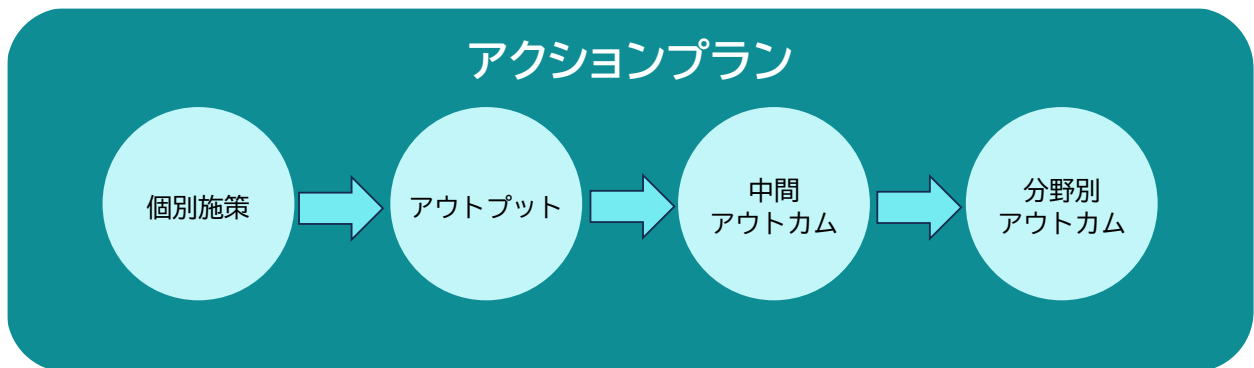 アクションプラン
個別施策
アウトプット
中間
アウトカム
分野別
アウトカム